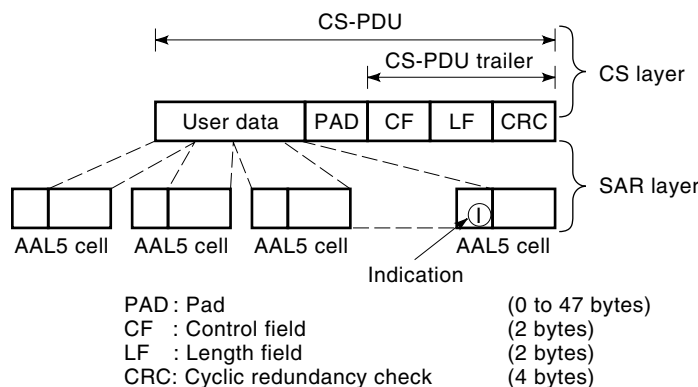 CS-PDU
CS-PDU trailer
CS layer
User data PAD CF LF CRC
SAR layer
I
AAL5 cell AAL5 cell AAL5 cell AAL5 cell
Indication
PAD : Pad (0 to 47 bytes)
CF : Control field (2 bytes)
LF : Length field (2 bytes)
CRC: Cyclic redundancy check (4 bytes)